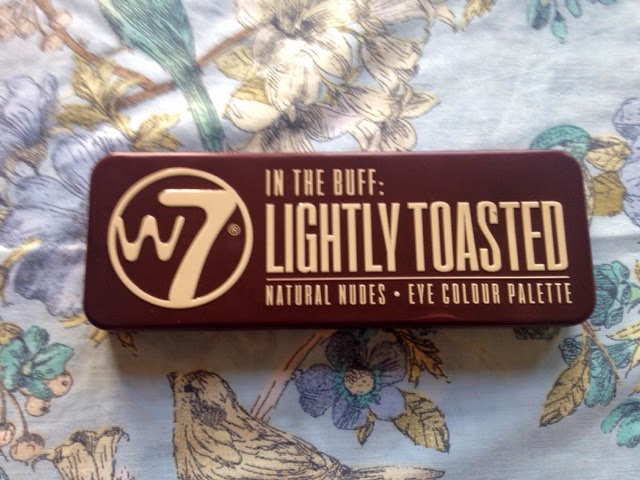 W7®
IN THE BUFF:
LIGHTLY TOASTED
NATURAL NUDES • EYE COLOUR PALETTE